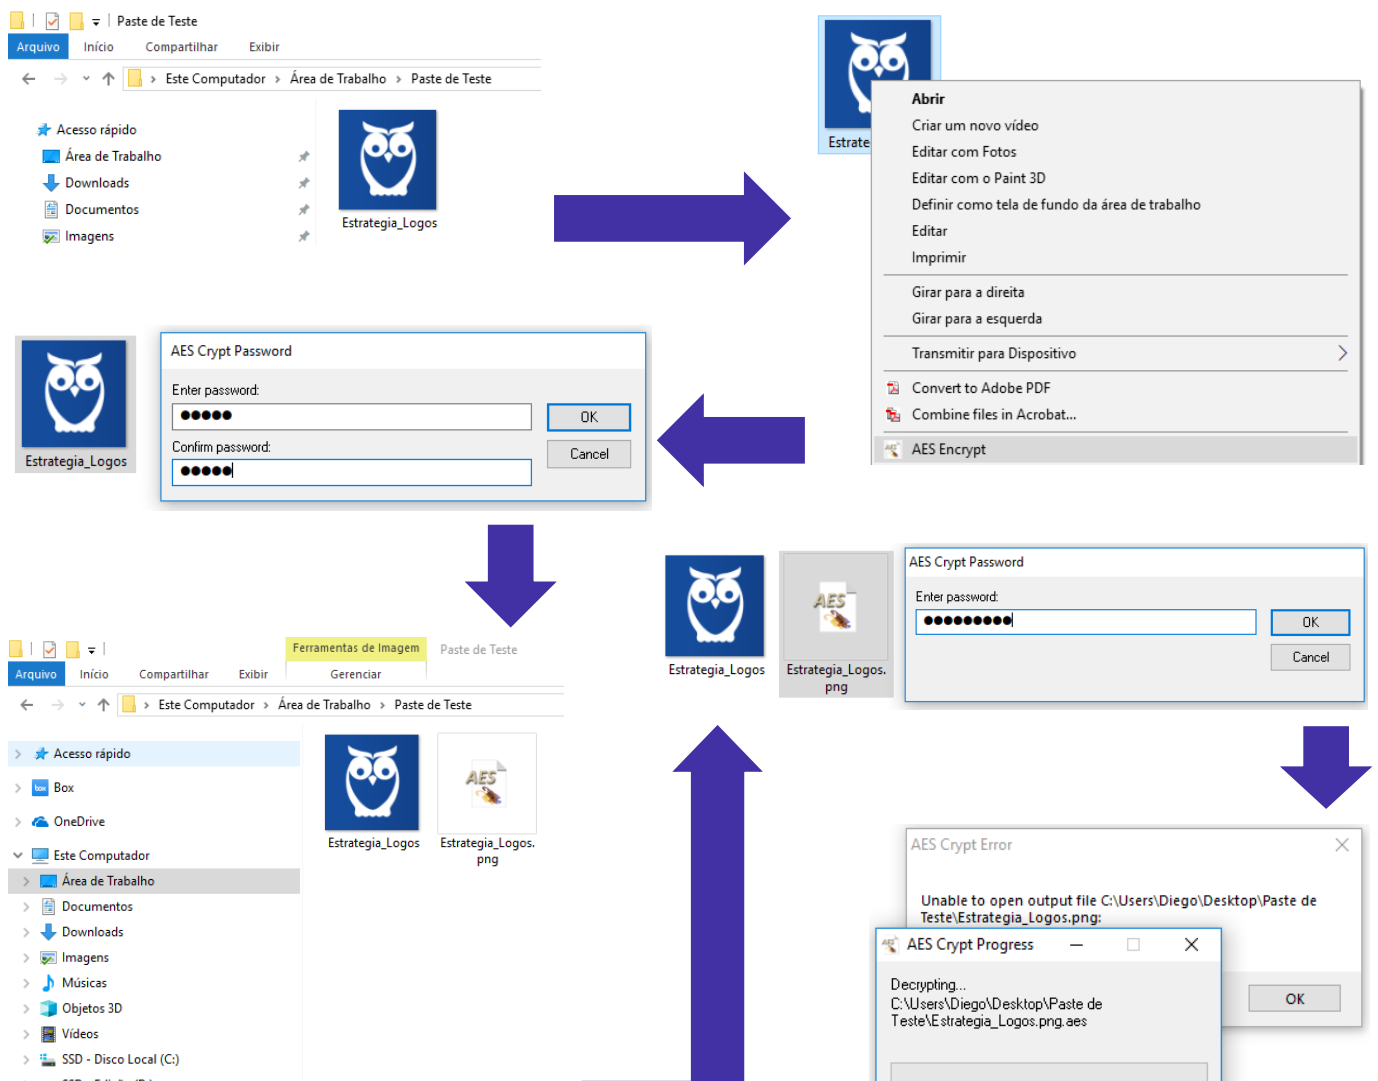 Paste de Teste
Arquivo Início Compartilhar Exibir
Este Computador > Área de Trabalho > Paste de Teste
Acesso rápido
Área de Trabalho
Downloads
Documentos
Imagens
Estrategia_Logos
Estrate
Abrir
Criar um novo vídeo
Editar com Fotos
Editar com o Paint 3D
Definir como tela de fundo da área de trabalho
Editar
Imprimir
Girar para a direita
Girar para a esquerda
Transmitir para Dispositivo
Convert to Adobe PDF
Combine files in Acrobat...
AES Encrypt
Estrategia_Logos
AES Crypt Password
Enter password:
OK
Confirm password:
Cancel
Estrategia_Logos
AES
Estrategia_Logos.
png
AES Crypt Password
Enter password:
OK
Cancel
Ferramentas de Imagem Paste de Teste
Arquivo Início Compartilhar Exibir Gerenciar
Este Computador > Área de Trabalho > Paste de Teste
Acesso rápido
box Box
OneDrive
Este Computador
Área de Trabalho
Documentos
Downloads
Imagens
Músicas
Objetos 3D
Vídeos
SSD - Disco Local (C:)
Estrategia_Logos
AES
Estrategia_Logos.
png
AES Crypt Error
Unable to open output file C:\Users\Diego\Desktop\Paste de
Teste\Estrategia_Logos.png:
OK
AES Crypt Progress
Decrypting...
C:\Users\Diego\Desktop\Paste de
Teste\Estrategia_Logos.png.aes